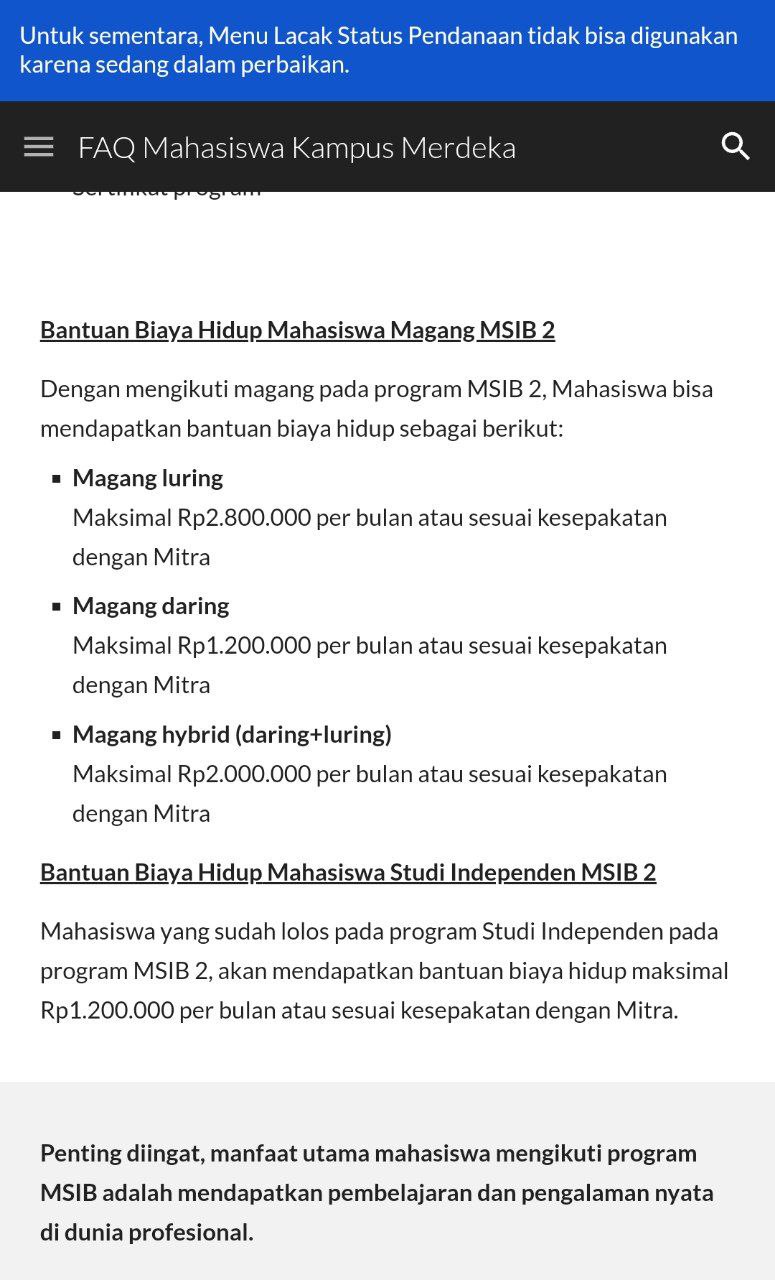 Untuk sementara, Menu Lacak Status Pendanaan tidak bisa digunakan
karena sedang dalam perbaikan.
FAQ Mahasiswa Kampus Merdeka
Sertifikat program
Bantuan Biaya Hidup Mahasiswa Magang MSIB 2
Dengan mengikuti magang pada program MSIB 2, Mahasiswa bisa
mendapatkan bantuan biaya hidup sebagai berikut:
▪ Magang luring
Maksimal Rp2.800.000 per bulan atau sesuai kesepakatan
dengan Mitra
▪ Magang daring
Maksimal Rp1.200.000 per bulan atau sesuai kesepakatan
dengan Mitra
▪ Magang hybrid (daring+luring)
Maksimal Rp2.000.000 per bulan atau sesuai kesepakatan
dengan Mitra
Bantuan Biaya Hidup Mahasiswa Studi Independen MSIB 2
Mahasiswa yang sudah lolos pada program Studi Independen pada
program MSIB 2, akan mendapatkan bantuan biaya hidup maksimal
Rp1.200.000 per bulan atau sesuai kesepakatan dengan Mitra.
Penting diingat, manfaat utama mahasiswa mengikuti program
MSIB adalah mendapatkan pembelajaran dan pengalaman nyata
di dunia profesional.